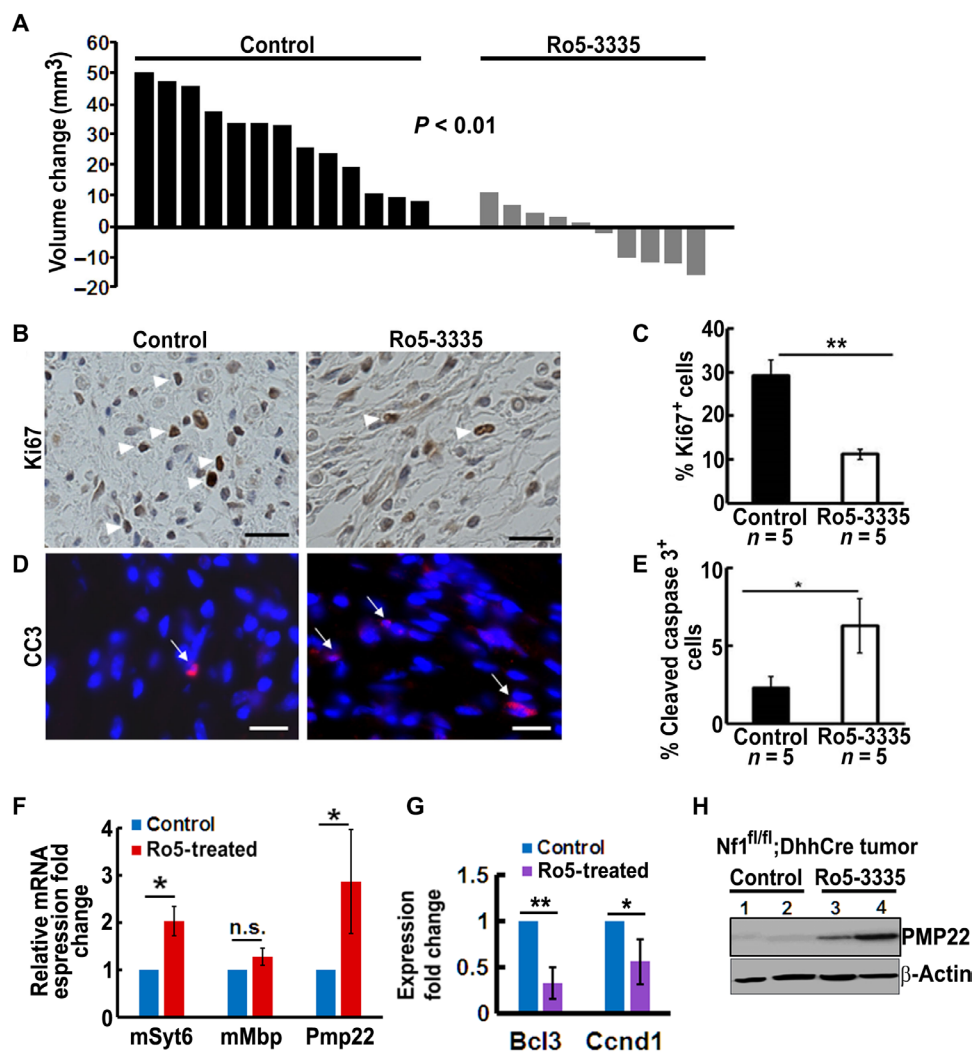 A
Control
Ro5-3335
Volume change (mm3)
60
50
40
30
20
10
0
–10
–20
P < 0.01
B
Control
Ro5-3335
Ki67
C
% Ki67+ cells
40
30
20
10
0
**
Control
n = 5
Ro5-3335
n = 5
D
CC3
E
% Cleaved caspase 3+
cells
10
5
0
*
Control
n = 5
Ro5-3335
n = 5
F
Relative mRNA
espression fold
change
4
3
2
1
0
Control
Ro5-treated
*
n.s.
*
mSyt6
mMbp
Pmp22
G
Expression
fold change
1.5
1
0.5
0
Control
Ro5-treated
**
*
Bcl3
Ccnd1
H
Nf1fl/fl;DhhCre tumor
Control
Ro5-3335
1 2 3 4
PMP22
β-Actin